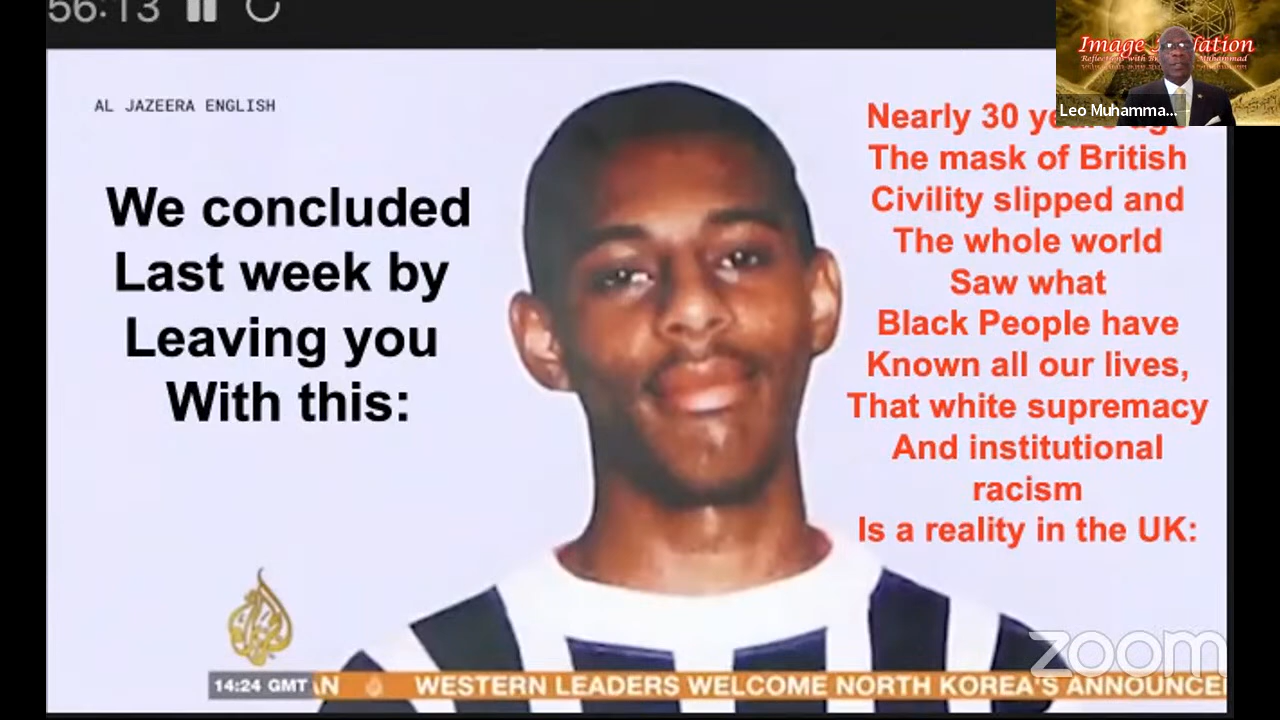 56:13
Image
Leo Muhamma...
AL JAZEERA ENGLISH
We concluded
Last week by
Leaving you
With this:
Nearly 30
The mask of British
Civility slipped and
The whole world
Saw what
Black People have
Known all our lives,
That white supremacy
And institutional
racism
Is a reality in the UK:
zoom
14:24 GMT
WESTERN LEADERS WELCOME NORTH KOREA'S